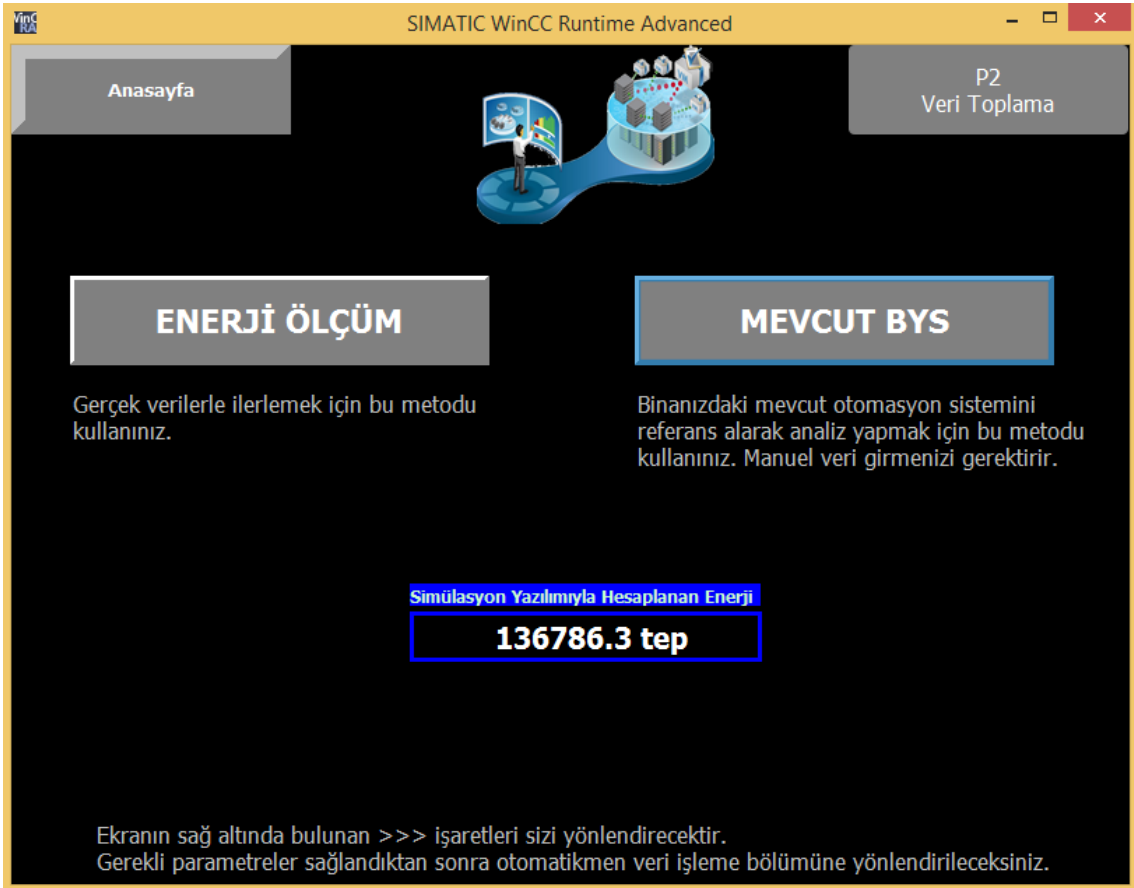 SIMATIC WinCC Runtime Advanced
Anasayfa
P2
Veri Toplama
ENERJİ ÖLÇÜM
MEVCUT BYS
Gerçek verilerle ilerlemek için bu metodu
kullanınız.
Binanızdaki mevcut otomasyon sistemini
referans alarak analiz yapmak için bu metodu
kullanınız. Manuel veri girmenizi gerektirir.
Simülasyon Yazılımıyla Hesaplanan Enerji
136786.3 tep
Ekranın sağ altında bulunan >>> işaretleri sizi yönlendirecektir.
Gerekli parametreler sağlandıktan sonra otomatikmen veri işleme bölümüne yönlendirileceksiniz.